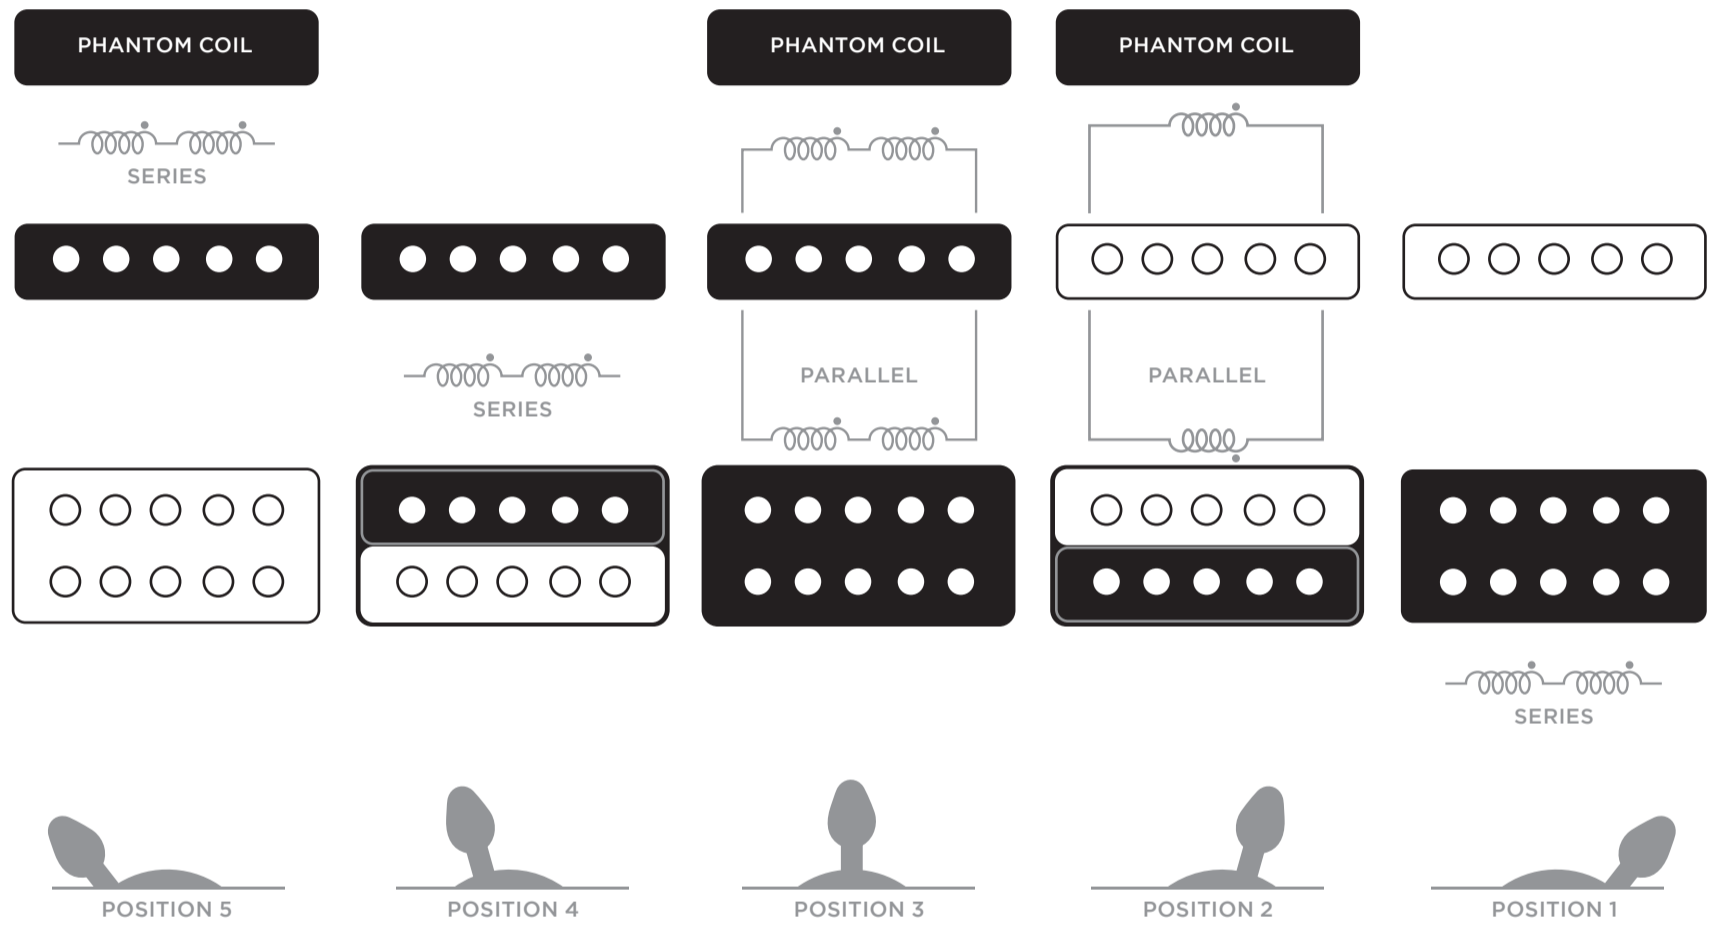 PHANTOM COIL
PHANTOM COIL
PHANTOM COIL
SERIES
SERIES
PARALLEL
PARALLEL
SERIES
POSITION 5
POSITION 4
POSITION 3
POSITION 2
POSITION 1